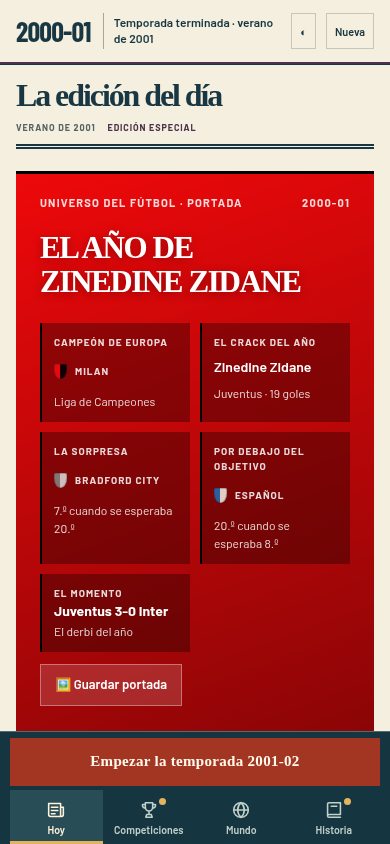 2000-01
Temporada terminada · verano
de 2001
Nueva
La edición del día
VERANO DE 2001 EDICIÓN ESPECIAL
UNIVERSO DEL FÚTBOL · PORTADA 2000-01
EL AÑO DE
ZINEDINE ZIDANE
CAMPEÓN DE EUROPA
MILAN
Liga de Campeones
EL CRACK DEL AÑO
Zinedine Zidane
Juventus · 19 goles
LA SORPRESA
BRADFORD CITY
7.º cuando se esperaba
20.º
POR DEBAJO DEL
OBJETIVO
ESPAÑOL
20.º cuando se
esperaba 8.º
EL MOMENTO
Juventus 3-0 Inter
El derbi del año
Guardar portada
Empezar la temporada 2001-02
Hoy
Competiciones
Mundo
Historia